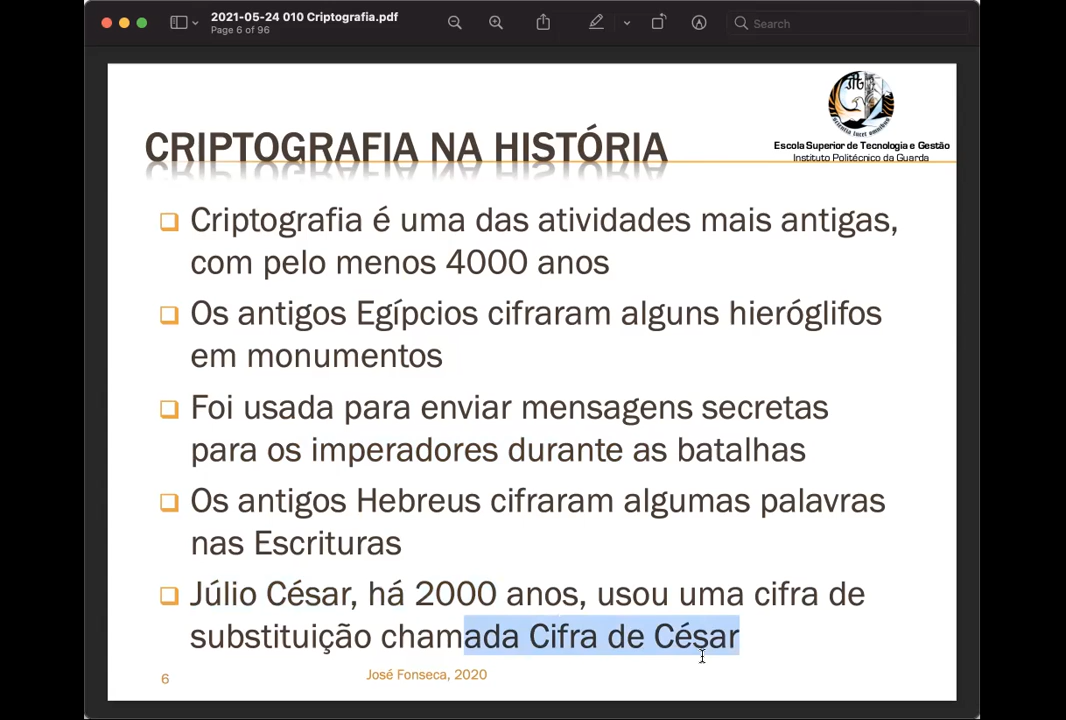 2021-05-24 010 Criptografia.pdf
Page 6 of 96
Search
Escola Superior de Tecnologia e Gestão
Instituto Politécnico da Guarda
CRIPTOGRAFIA NA HISTÓRIA
Criptografia é uma das atividades mais antigas,
com pelo menos 4000 anos
Os antigos Egípcios cifraram alguns hieróglifos
em monumentos
Foi usada para enviar mensagens secretas
para os imperadores durante as batalhas
Os antigos Hebreus cifraram algumas palavras
nas Escrituras
Júlio César, há 2000 anos, usou uma cifra de
substituição chamada Cifra de César
6
José Fonseca, 2020